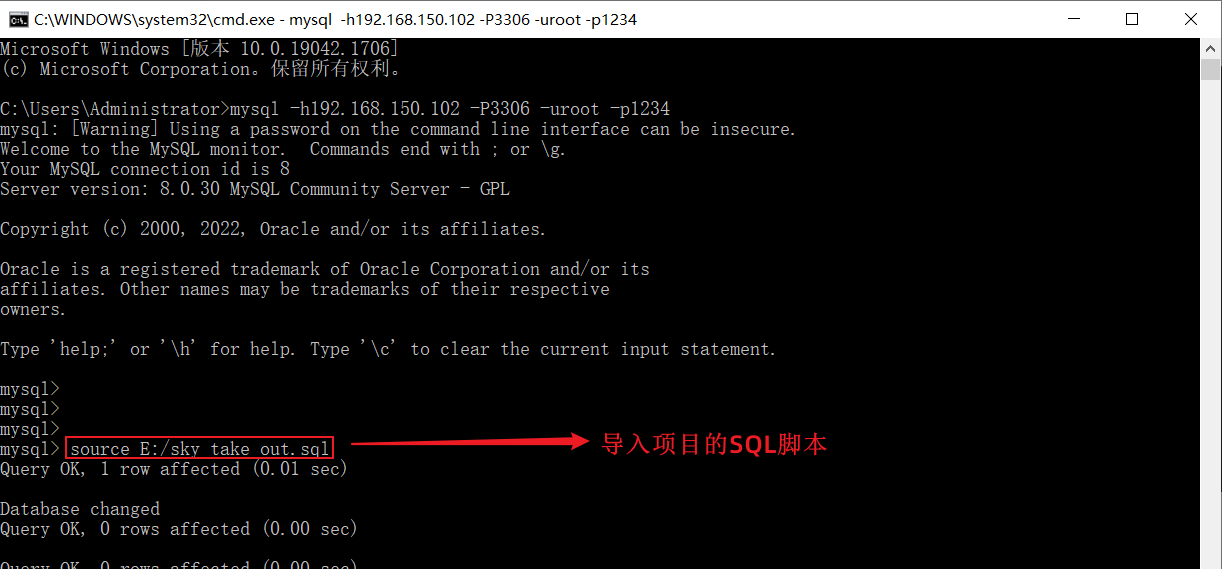 C:\WINDOWS\system32\cmd.exe - mysql  -h192.168.150.102 -P3306 -uroot -p1234
Microsoft Windows [版本 10.0.19042.1706]
(c) Microsoft Corporation。保留所有权利。
C:\Users\Administrator>mysql -h192.168.150.102 -P3306 -uroot -p1234
mysql: [Warning] Using a password on the command line interface can be insecure.
Welcome to the MySQL monitor.  Commands end with ; or \g.
Your MySQL connection id is 8
Server version: 8.0.30 MySQL Community Server - GPL
Copyright (c) 2000, 2022, Oracle and/or its affiliates.
Oracle is a registered trademark of Oracle Corporation and/or its
affiliates. Other names may be trademarks of their respective
owners.
Type 'help;' or '\h' for help. Type '\c' to clear the current input statement.
mysql>
mysql>
mysql>
mysql> source E:/sky_take_out.sql 导入项目的SQL脚本
Query OK, 1 row affected (0.01 sec)
Database changed
Query OK, 0 rows affected (0.00 sec)
Query OK, 0 rows affected (0.00 sec)